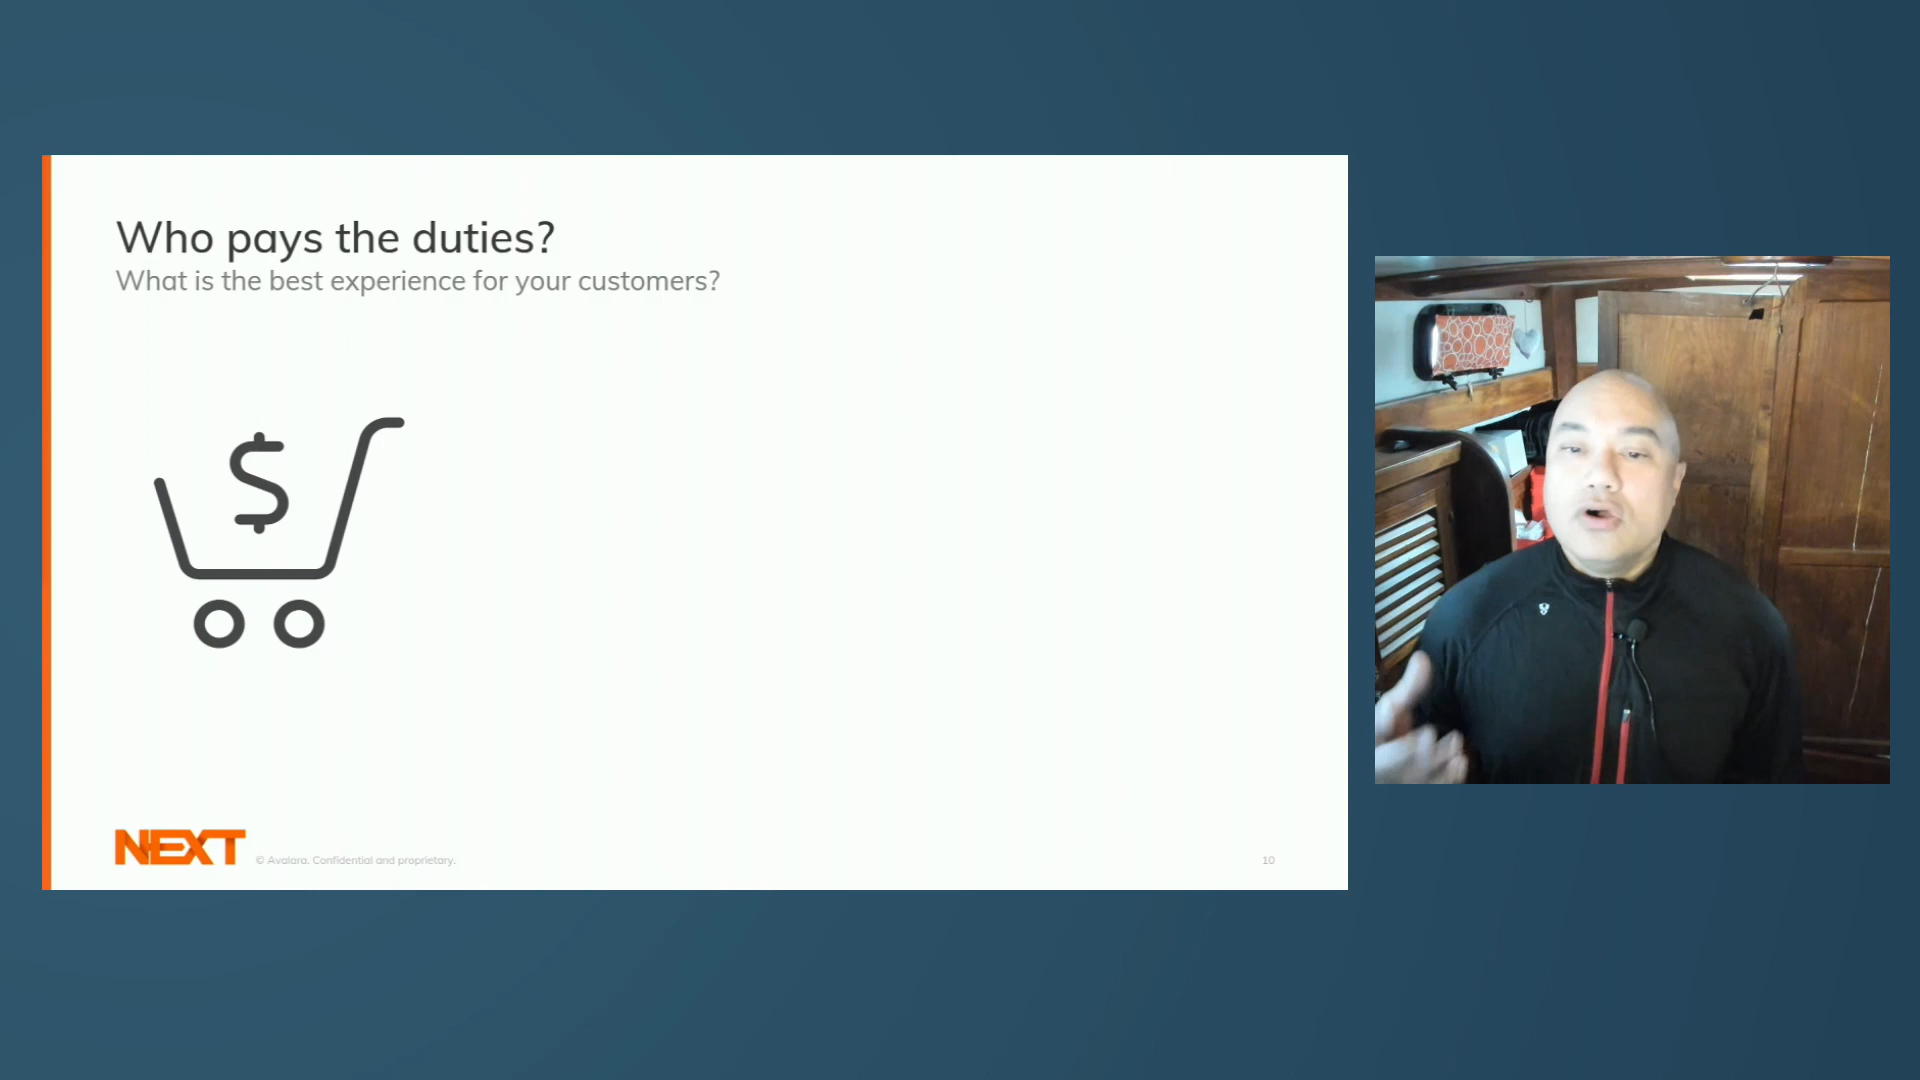 Who pays the duties?
What is the best experience for your customers?
$
NEXT
© Avalara. Confidential and proprietary.
10